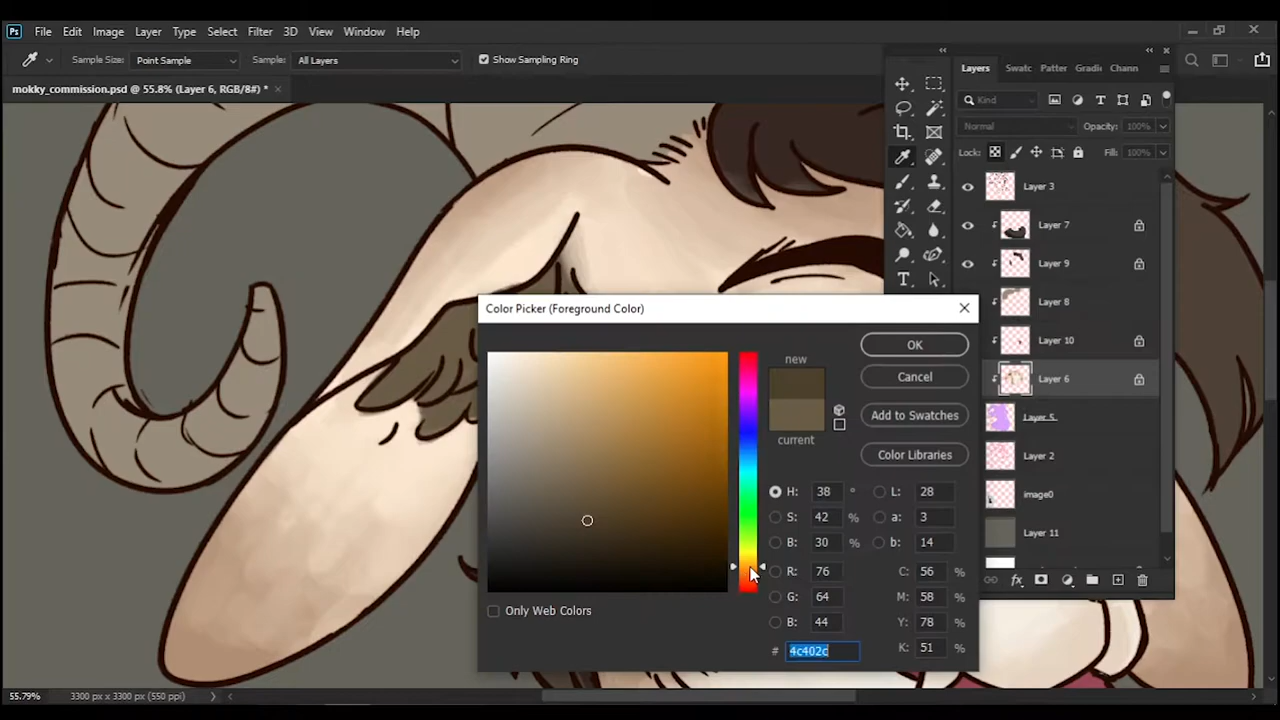 Ps File Edit Image Layer Type Select Filter 3D View Window Help
Sample Size: Point Sample Sample: All Layers Show Sampling Ring
mokky_commission.psd @ 55.8% (Layer 6, RGB/8#) *
Layers Swatc Patter Gradi Chann
Kind
Normal Opacity: 100%
Lock: Fill: 100%
Layer 3
Layer 7
Layer 9
Layer 8
Layer 10
Layer 6
Layer 5
Layer 2
image0
Layer 11
fx
T
Color Picker (Foreground Color)
new
current
OK
Cancel
Add to Swatches
Color Libraries
H: 38 ° L: 28
S: 42 % a: 3
B: 30 % b: 14
R: 76 C: 56 %
G: 64 M: 58 %
B: 44 Y: 78 %
# 4c402c K: 51 %
Only Web Colors
55.79% 3300 px x 3300 px (550 ppi)